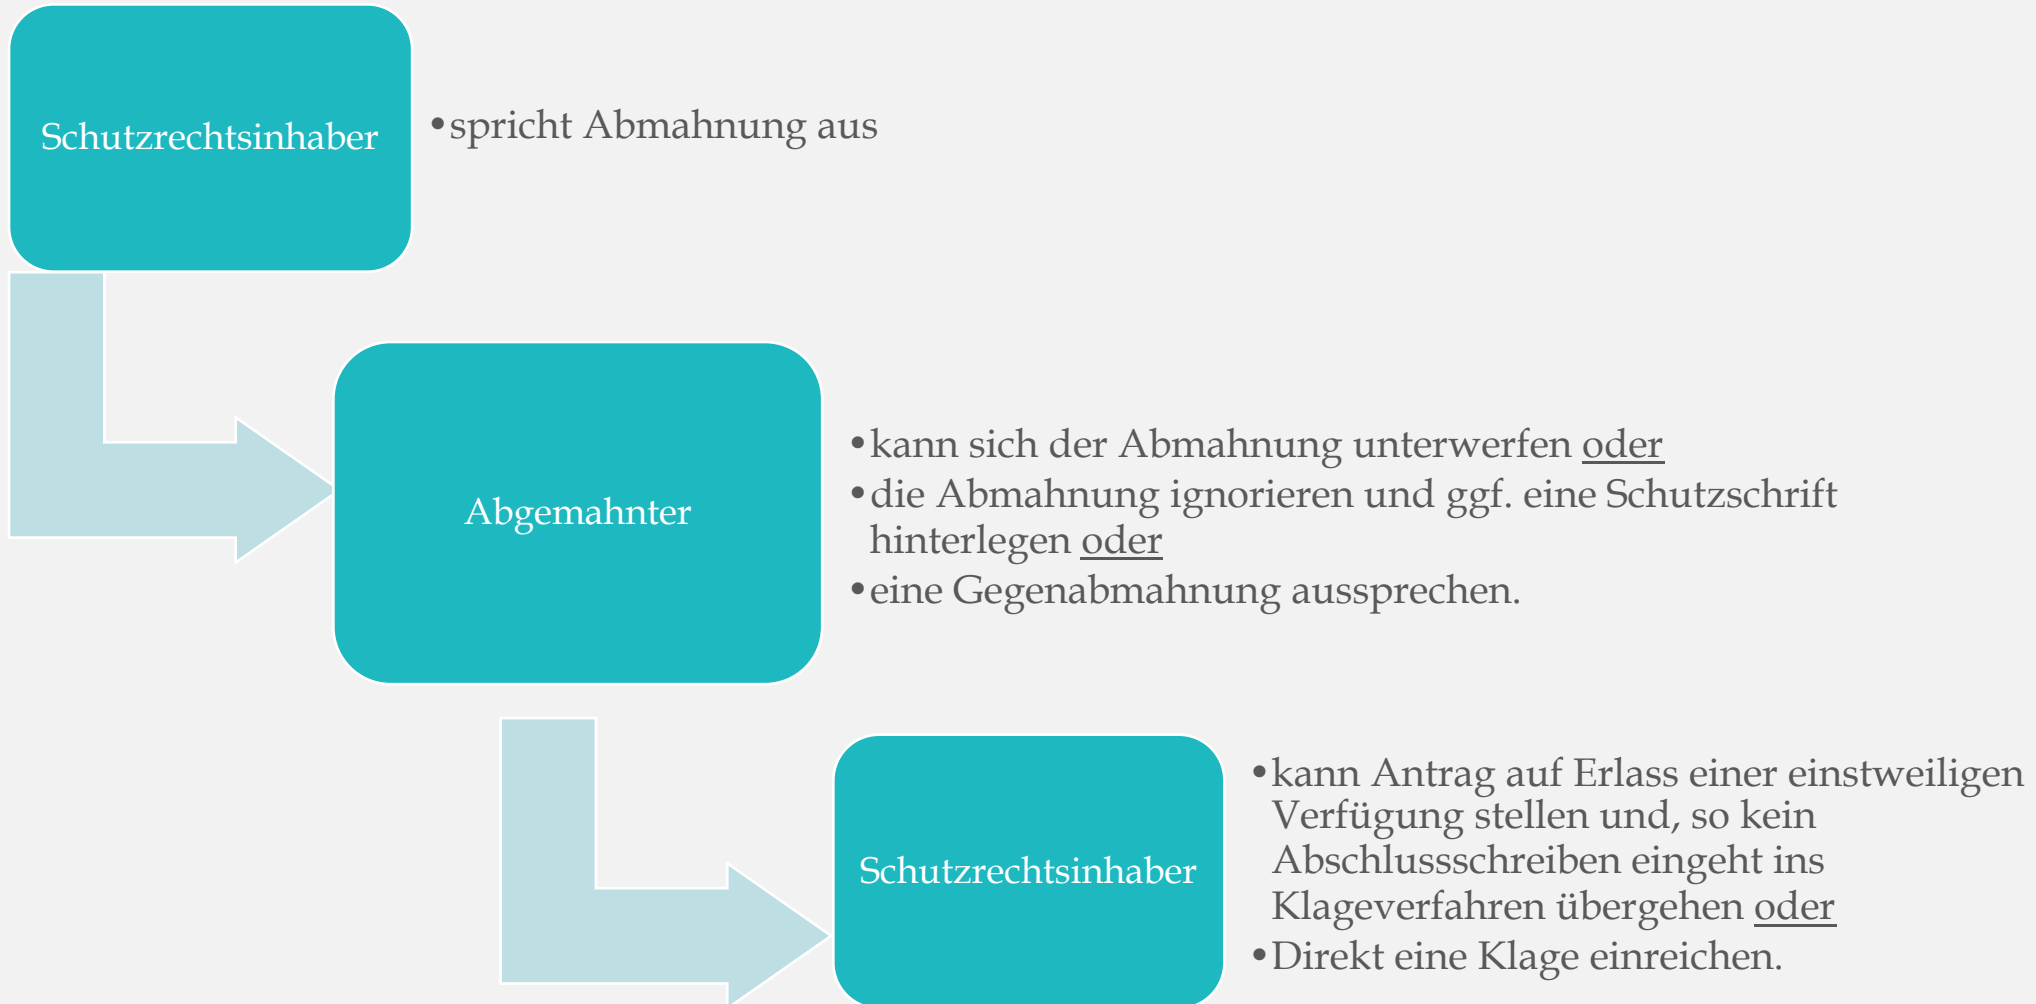 Schutzrechtsinhaber
•spricht Abmahnung aus
Abgemahnter
•kann sich der Abmahnung unterwerfen oder
•die Abmahnung ignorieren und ggf. eine Schutzschrift
hinterlegen oder
•eine Gegenabmahnung aussprechen.
Schutzrechtsinhaber
•kann Antrag auf Erlass einer einstweiligen
Verfügung stellen und, so kein
Abschlussschreiben eingeht ins
Klageverfahren übergehen oder
•Direkt eine Klage einreichen.